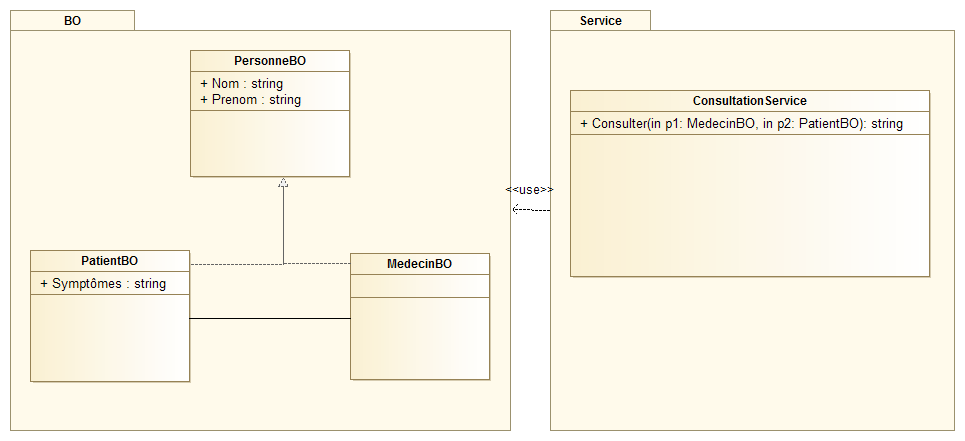 BO
PersonneBO
+ Nom : string
+ Prenom : string
PatientBO
+ Symptômes : string
MedecinBO
<<use>>
Service
ConsultationService
+ Consulter(in p1: MedecinBO, in p2: PatientBO): string